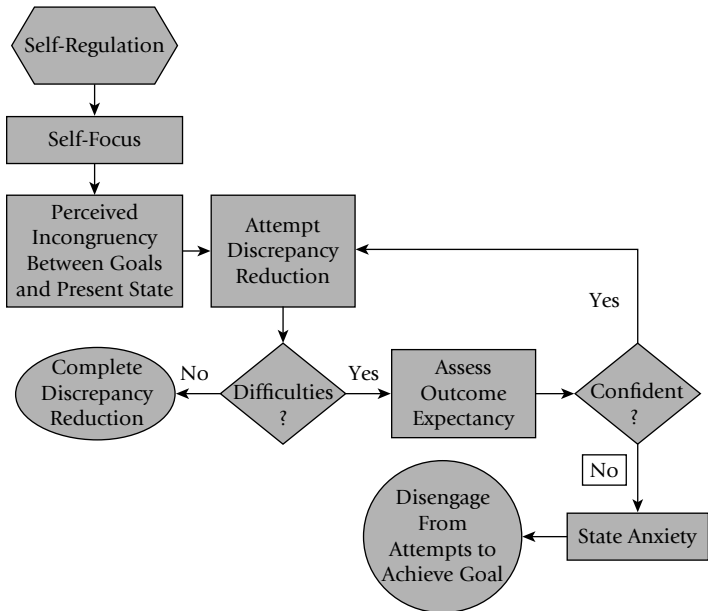 Self-Regulation
Self-Focus
Perceived
Incongruency
Between Goals
and Present State
Attempt
Discrepancy
Reduction
Yes
Complete
Discrepancy
Reduction
No
Difficulties
?
Yes
Assess
Outcome
Expectancy
Confident
?
No
Disengage
From
Attempts to
Achieve Goal
State Anxiety